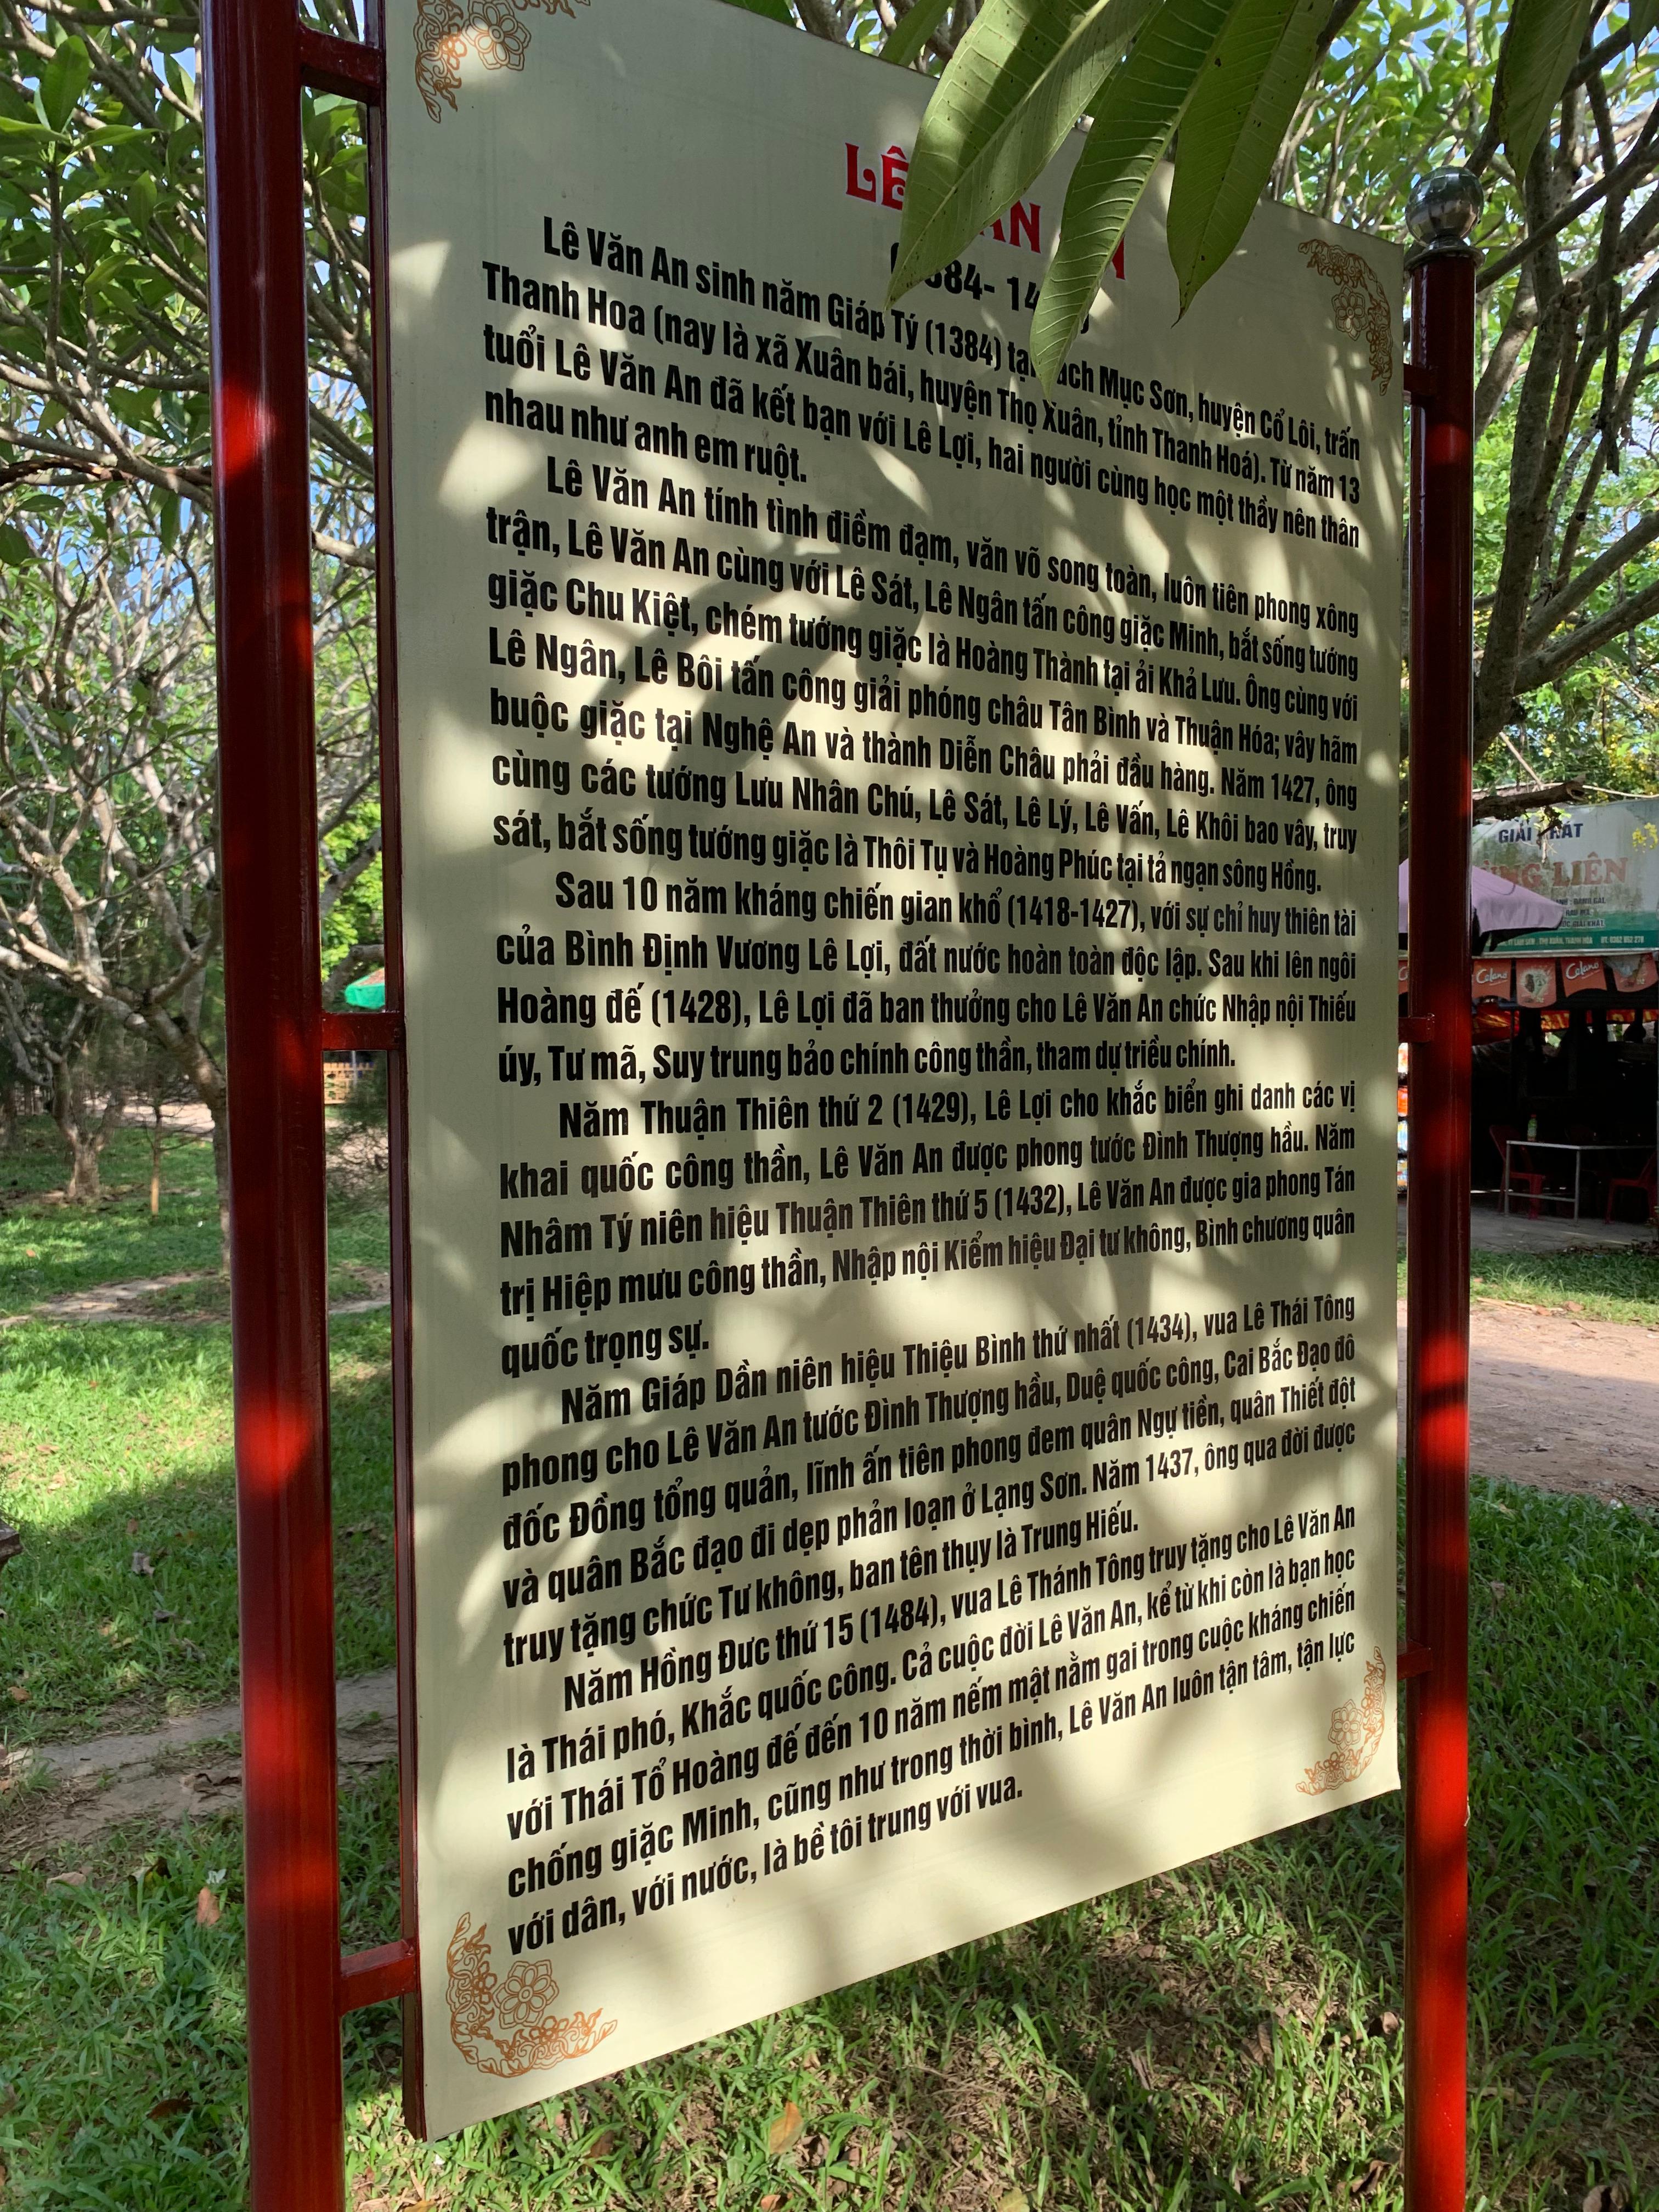 LÊ
384- 14
Lê Văn An sinh năm Giáp Tý (1384) tại sách Mục Sơn, huyện Cổ Lôi, trấn
Thanh Hoa (nay là xã Xuân bái, huyện Thọ Xuân, tỉnh Thanh Hoá). Từ năm 13
tuổi Lê Văn An đã kết bạn với Lê Lợi, hai người cùng học một thầy nên thân
nhau như anh em ruột.
Lê Văn An tính tình điềm đạm, văn võ song toàn, luôn tiên phong xông
trận, Lê Văn An cùng với Lê Sát, Lê Ngân tấn công giặc Minh, bắt sống tướng
giặc Chu Kiệt, chém tướng giặc là Hoàng Thành tại ải Khả Lưu. Ông cùng với
Lê Ngân, Lê Bôi tấn công giải phóng châu Tân Bình và Thuận Hóa; vây hãm
buộc giặc tại Nghệ An và thành Diễn Châu phải đầu hàng. Năm 1427, ông
cùng các tướng Lưu Nhân Chú, Lê Sát, Lê Lý, Lê Vấn, Lê Khôi bao vây, truy
sát, bắt sống tướng giặc là Thôi Tụ và Hoàng Phúc tại tả ngạn sông Hồng.
Sau 10 năm kháng chiến gian khổ (1418-1427), với sự chỉ huy thiên tài
của Bình Định Vương Lê Lợi, đất nước hoàn toàn độc lập. Sau khi lên ngôi
Hoàng đế (1428), Lê Lợi đã ban thưởng cho Lê Văn An chức Nhập nội Thiếu
úy, Tư mã, Suy trung bảo chính công thần, tham dự triều chính.
Năm Thuận Thiên thứ 2 (1429), Lê Lợi cho khắc biển ghi danh các vị
khai quốc công thần, Lê Văn An được phong tước Đình Thượng hầu. Năm
Nhâm Tý niên hiệu Thuận Thiên thứ 5 (1432), Lê Văn An được gia phong Tán
trị Hiệp mưu công thần, Nhập nội Kiểm hiệu Đại tư không, Bình chương quân
quốc trọng sự.
Năm Giáp Dần niên hiệu Thiệu Bình thứ nhất (1434), vua Lê Thái Tông
phong cho Lê Văn An tước Đình Thượng hầu, Duệ quốc công, Cai Bắc Đạo đô
đốc Đồng tổng quản, lĩnh ấn tiên phong đem quân Ngự tiền, quân Thiết đột
và quân Bắc đạo đi dẹp phản loạn ở Lạng Sơn. Năm 1437, ông qua đời được
truy tặng chức Tư không, ban tên thụy là Trung Hiếu.
Năm Hồng Đưc thứ 15 (1484), vua Lê Thánh Tông truy tặng cho Lê Văn An
là Thái phó, Khắc quốc công. Cả cuộc đời Lê Văn An, kể từ khi còn là bạn học
với Thái Tổ Hoàng đế đến 10 năm nếm mật nằm gai trong cuộc kháng chiến
chống giặc Minh, cũng như trong thời bình, Lê Văn An luôn tận tâm, tận lực
với dân, với nước, là bề tôi trung với vua.
GIẢI KHÁT
LIÊN
Celano
Celano